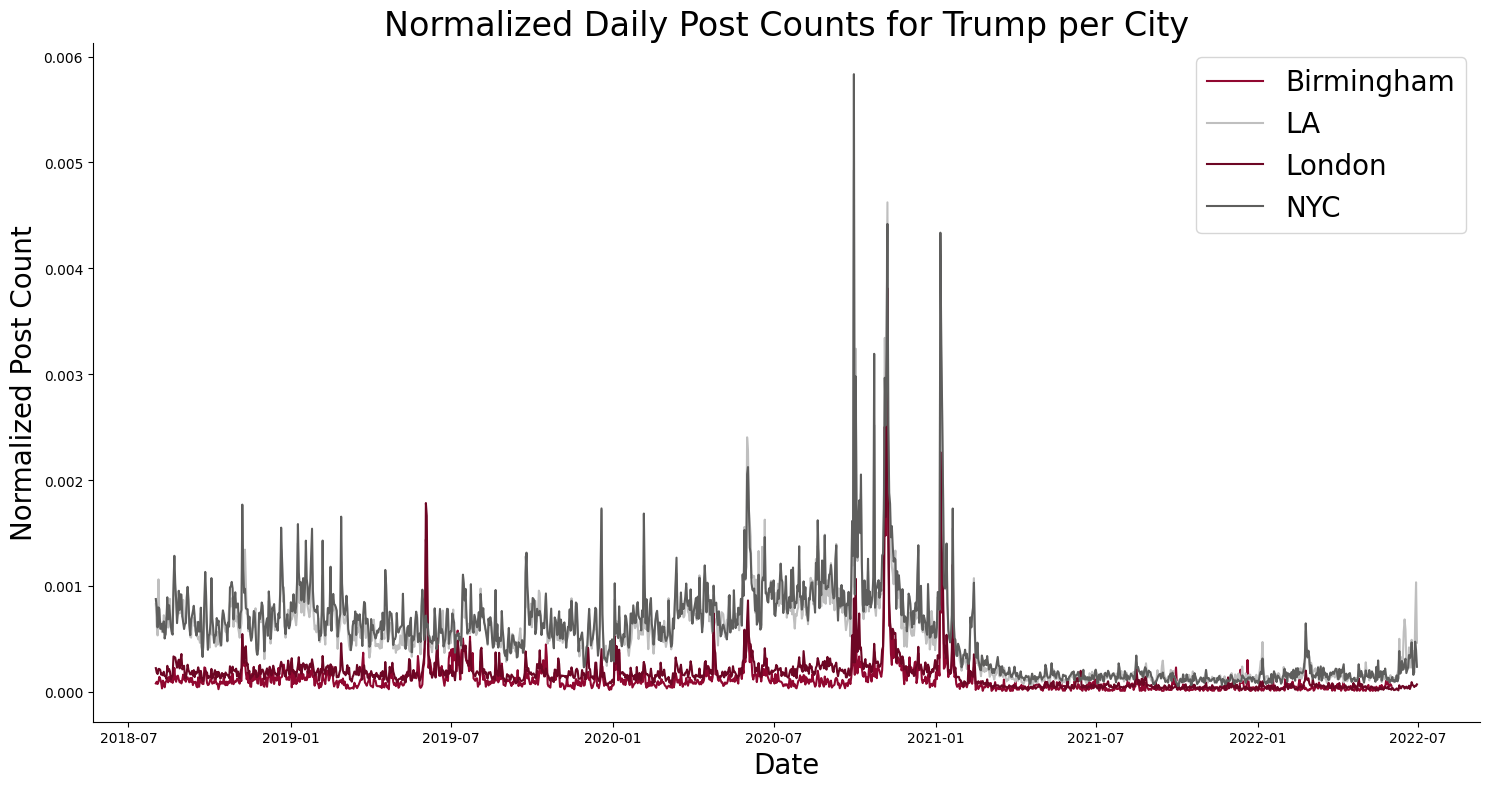 Normalized Daily Post Counts for Trump per City
Birmingham
LA
London
NYC
Normalized Post Count
0.006
0.005
0.004
0.003
0.002
0.001
0.000
2018-07
2019-01
2019-07
2020-01
2020-07
2021-01
2021-07
2022-01
2022-07
Date